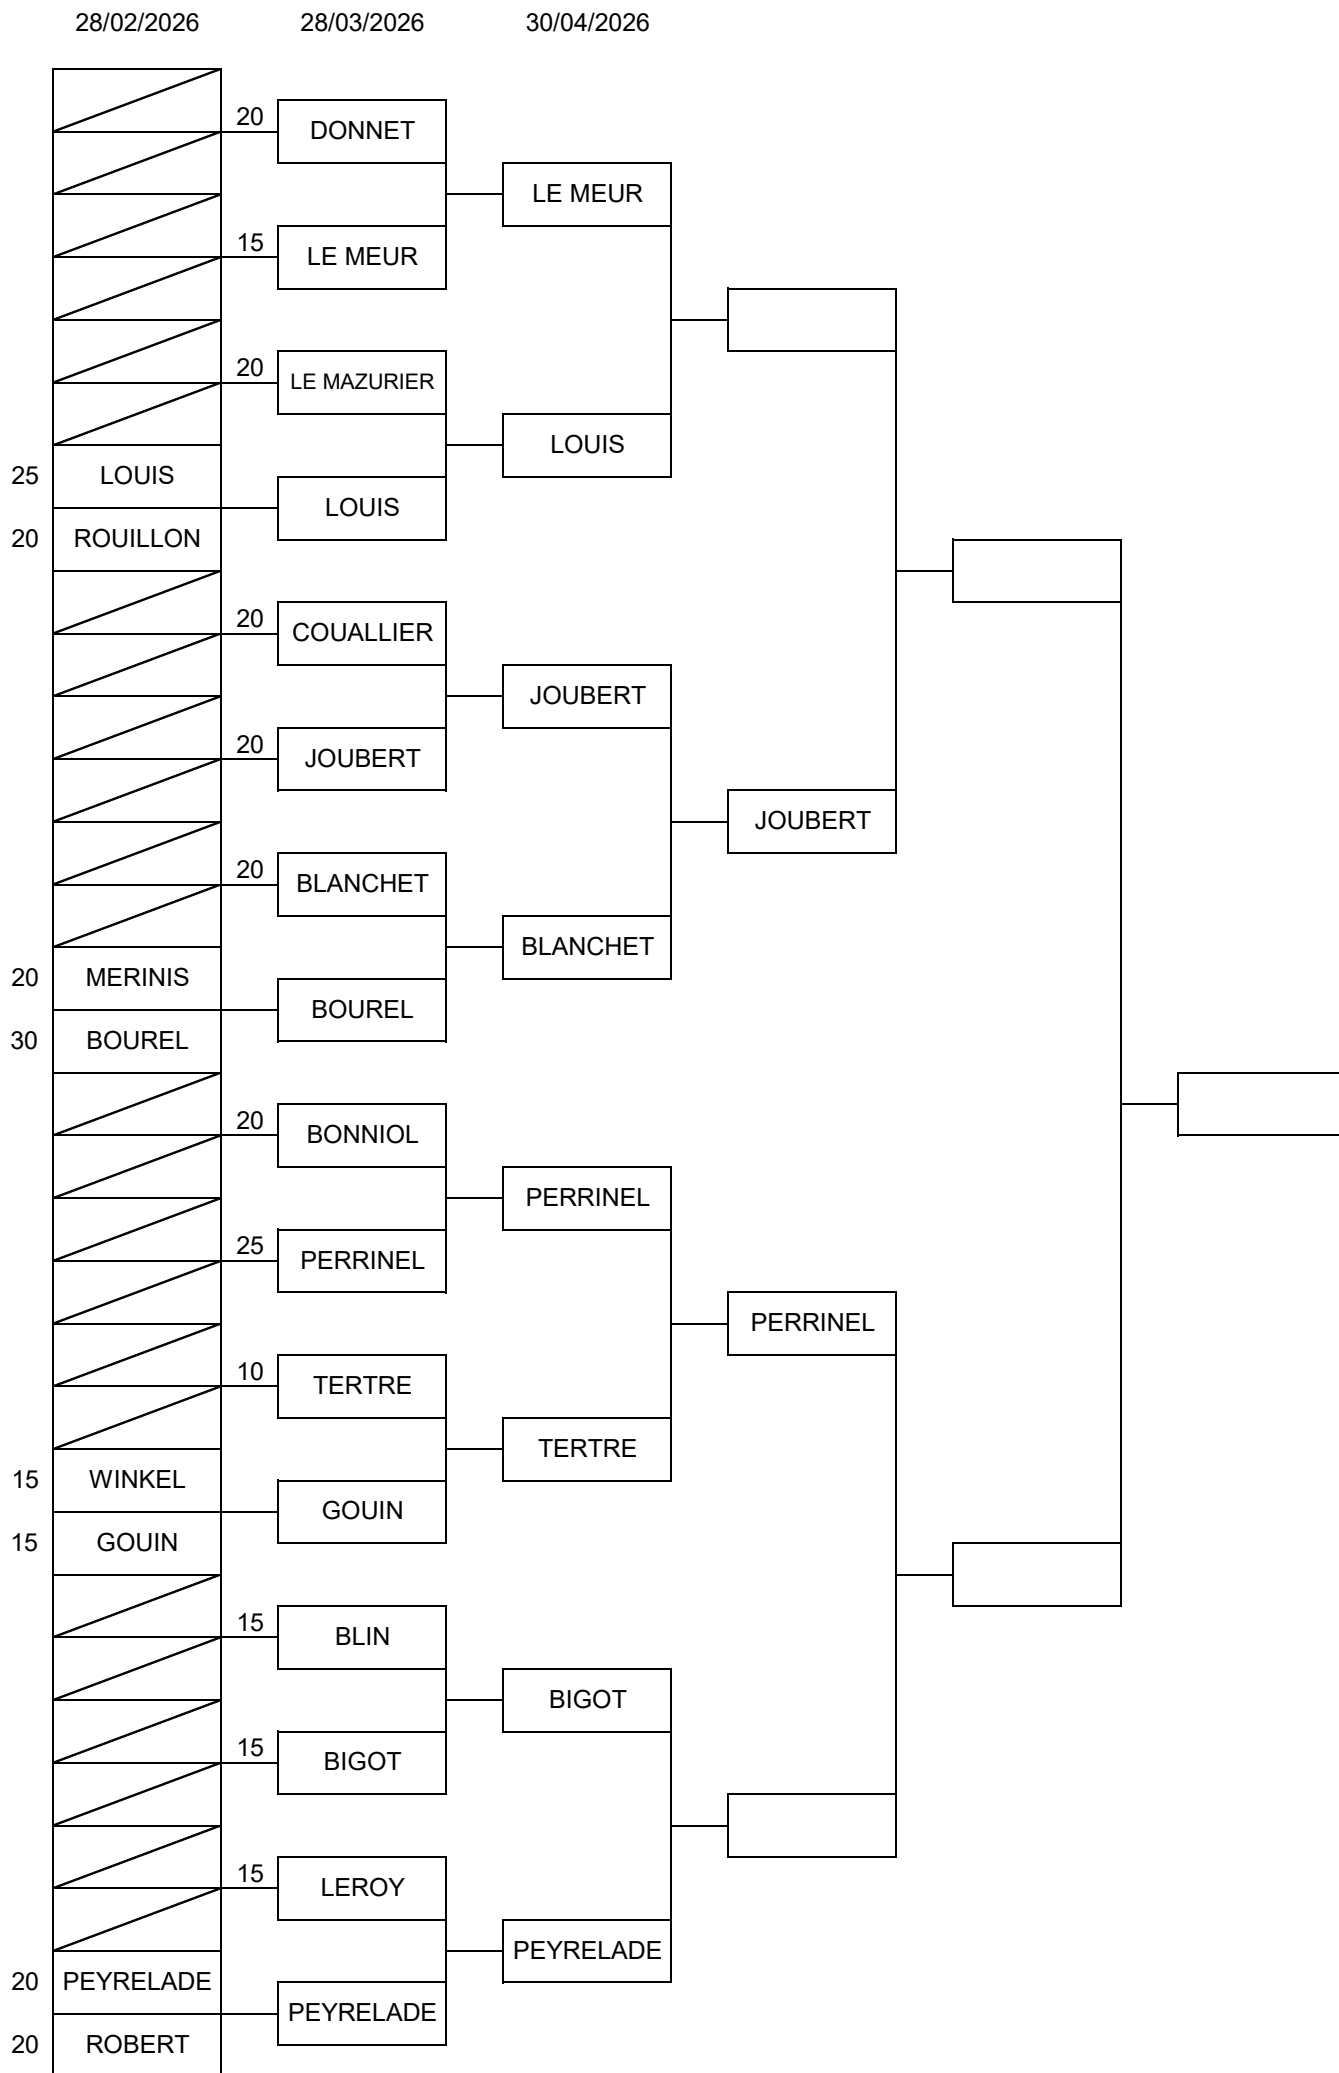 28/02/2026 28/03/2026 30/04/2026
20 DONNET
LE MEUR
15 LE MEUR
20 LE MAZURIER
LOUIS
25 LOUIS
LOUIS
20 ROUILLON
20 COUALLIER
JOUBERT
20 JOUBERT
JOUBERT
20 BLANCHET
BLANCHET
20 MERINIS
BOUREL
30 BOUREL
20 BONNIOL
PERRINEL
25 PERRINEL
PERRINEL
10 TERTRE
TERTRE
15 WINKEL
GOUIN
15 GOUIN
15 BLIN
BIGOT
15 BIGOT
15 LEROY
PEYRELADE
20 PEYRELADE
PEYRELADE
20 ROBERT